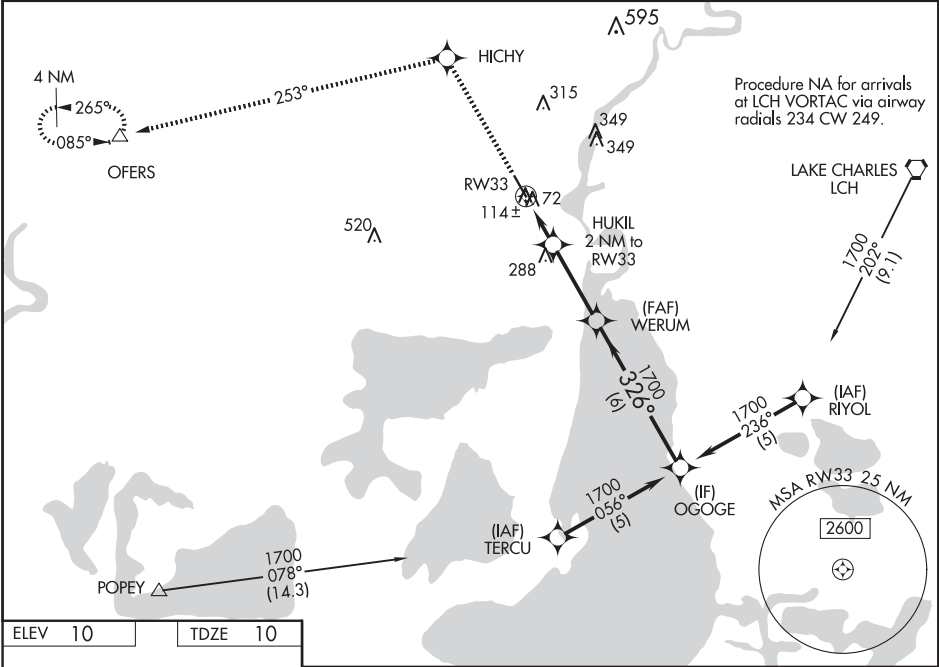 595
HICHY
4 NM
265°
085°
OFERS
253°
315
349
349
Procedure NA for arrivals
at LCH VORTAC via airway
radials 234 CW 249.
LAKE CHARLES
LCH
1700
202°
(9.1)
RW33
72
114±
520
HUKIL
2 NM to
RW33
288
(FAF)
WERUM
1700
326°
(6)
(IAF)
RIYOL
1700
236°
(5)
(IF)
OGOGE
1700
056°
(5)
(IAF)
TERCU
MSA RW33 25 NM
2600
POPEY
1700
078°
(14.3)
ELEV 10
TDZE 10